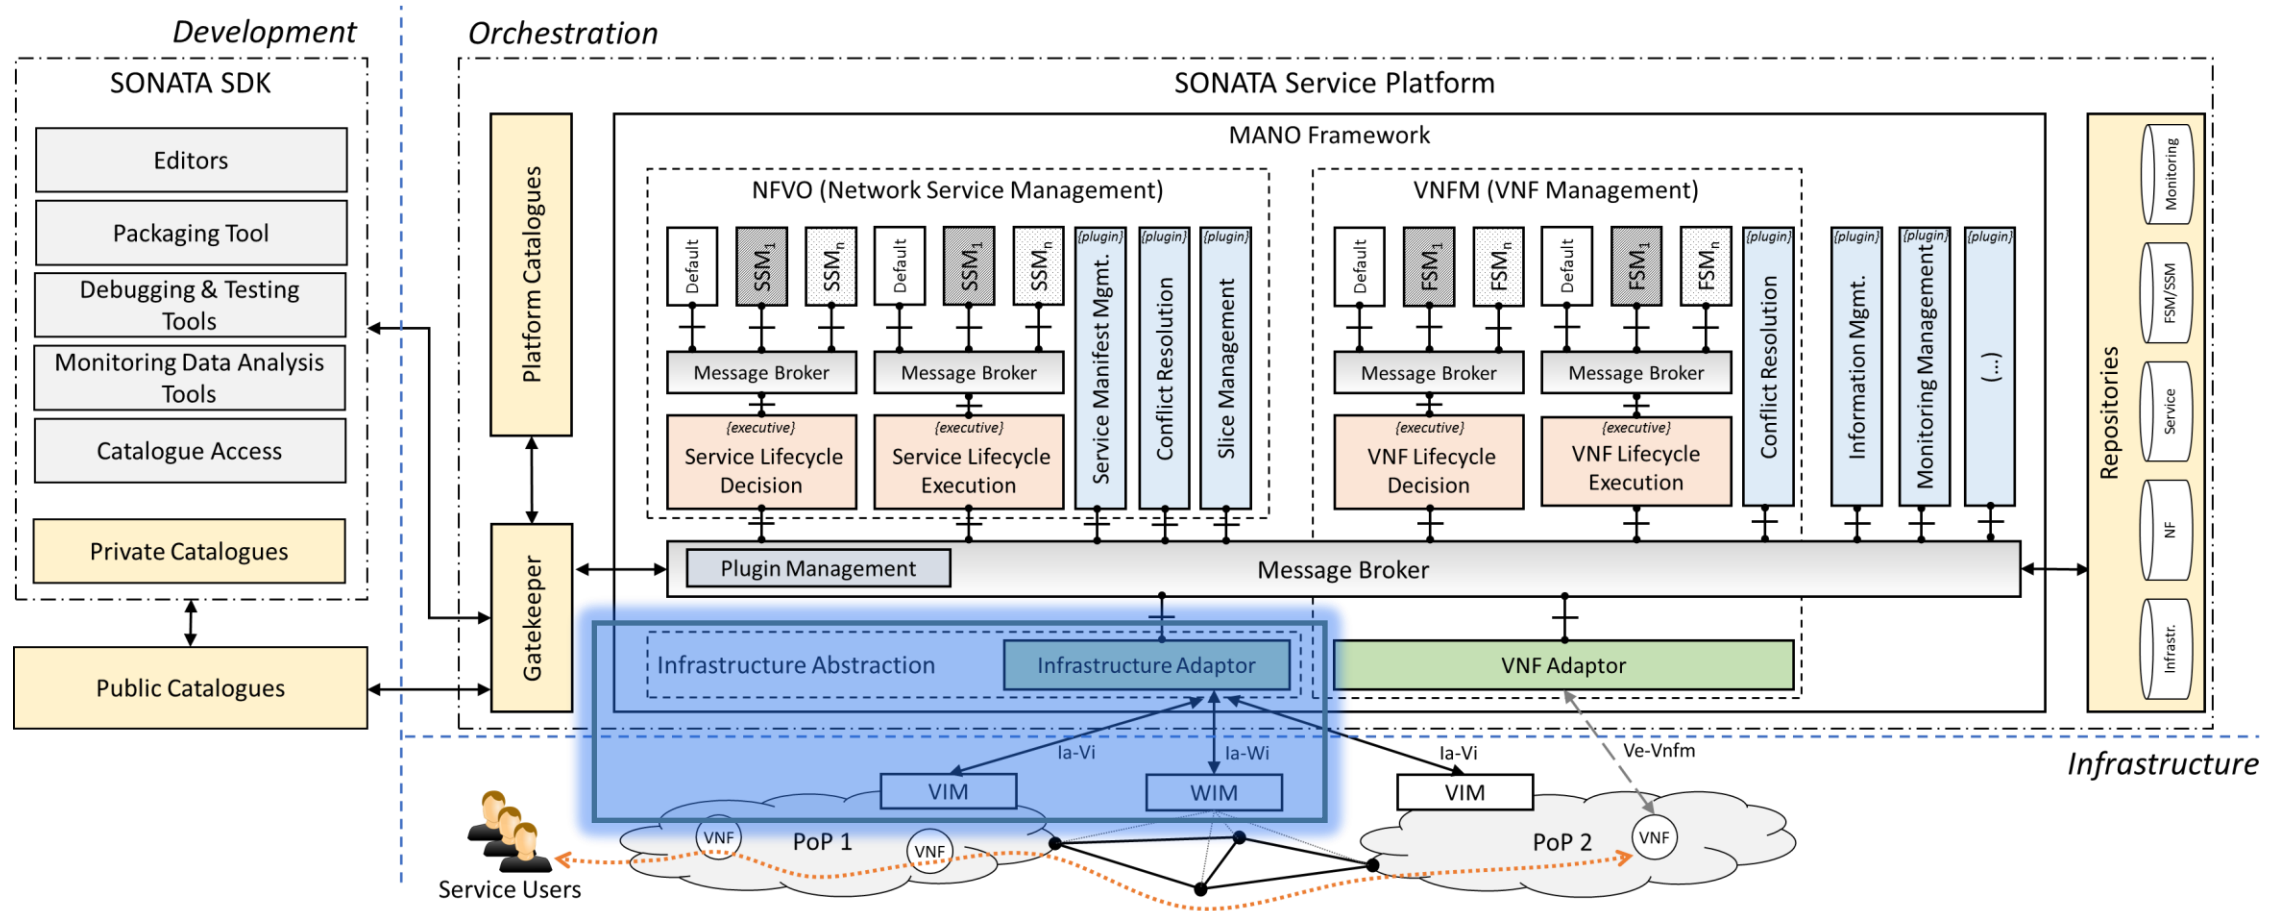 Development
Orchestration
SONATA SDK
Editors
Packaging Tool
Debugging & Testing
Tools
Monitoring Data Analysis
Tools
Catalogue Access
Private Catalogues
Public Catalogues
SONATA Service Platform
Platform Catalogues
Gatekeeper
MANO Framework
NFVO (Network Service Management)
Default
SSM1
SSMn
Default
SSM1
SSMn
Message Broker
Message Broker
{executive}
Service Lifecycle
Decision
{executive}
Service Lifecycle
Execution
{plugin}
Service Manifest Mgmt.
{plugin}
Conflict Resolution
{plugin}
Slice Management
VNFM (VNF Management)
Default
FSM1
FSMn
Default
FSM1
FSMn
Message Broker
Message Broker
{executive}
VNF Lifecycle
Decision
{executive}
VNF Lifecycle
Execution
{plugin}
Conflict Resolution
{plugin}
Information Mgmt.
{plugin}
Monitoring Management
{plugin}
(...)
Plugin Management
Message Broker
Infrastructure Abstraction
Infrastructure Adaptor
VNF Adaptor
Repositories
Monitoring
FSM/SSM
Service
NF
Infrastr.
Ia-Vi
Ia-Wi
Ia-Vi
Ve-Vnfm
Infrastructure
VIM
WIM
VIM
VNF
PoP 1
VNF
PoP 2
VNF
Service Users